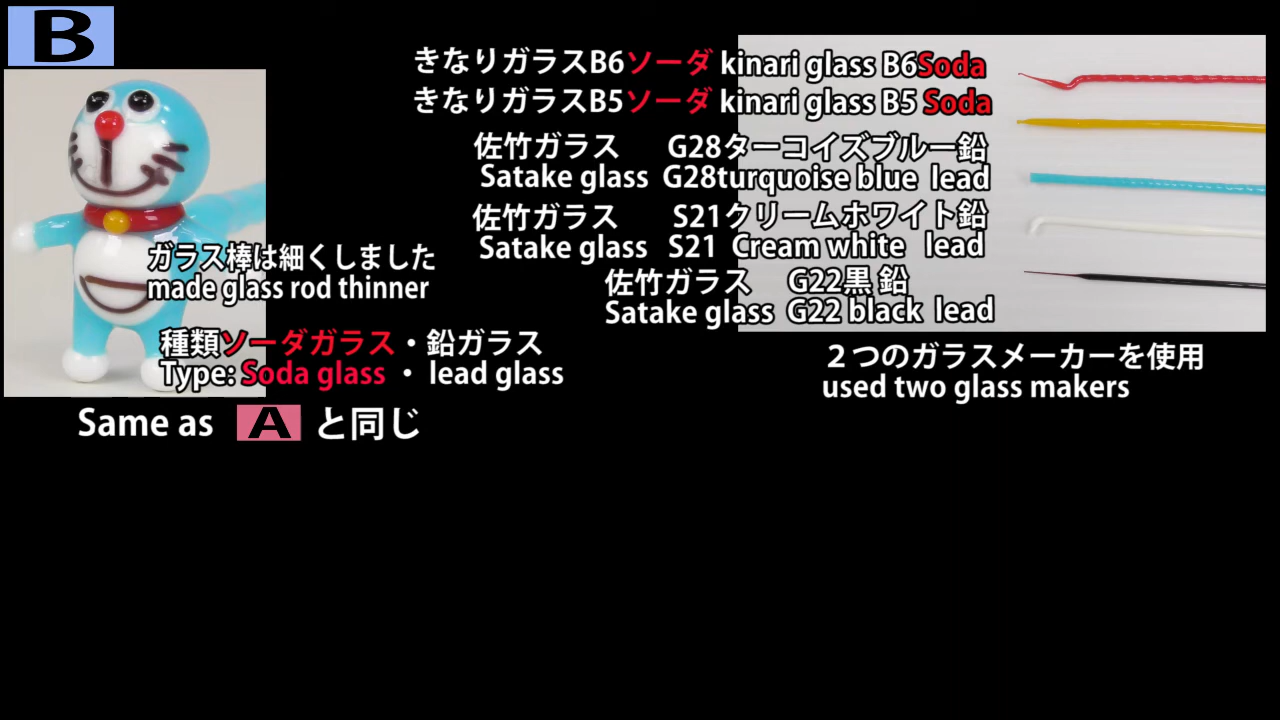 B
きなりガラスB6ソーダ kinari glass B6Soda
きなりガラスB5ソーダ kinari glass B5 Soda
佐竹ガラス G28ターコイズブルー鉛
Satake glass G28turquoise blue lead
佐竹ガラス S21クリームホワイト鉛
Satake glass S21 Cream white lead
佐竹ガラス G22黒 鉛
Satake glass G22 black lead
ガラス棒は細くしました
made glass rod thinner
種類ソーダガラス・鉛ガラス
Type: Soda glass ・ lead glass
２つのガラスメーカーを使用
used two glass makers
Same as A と同じ